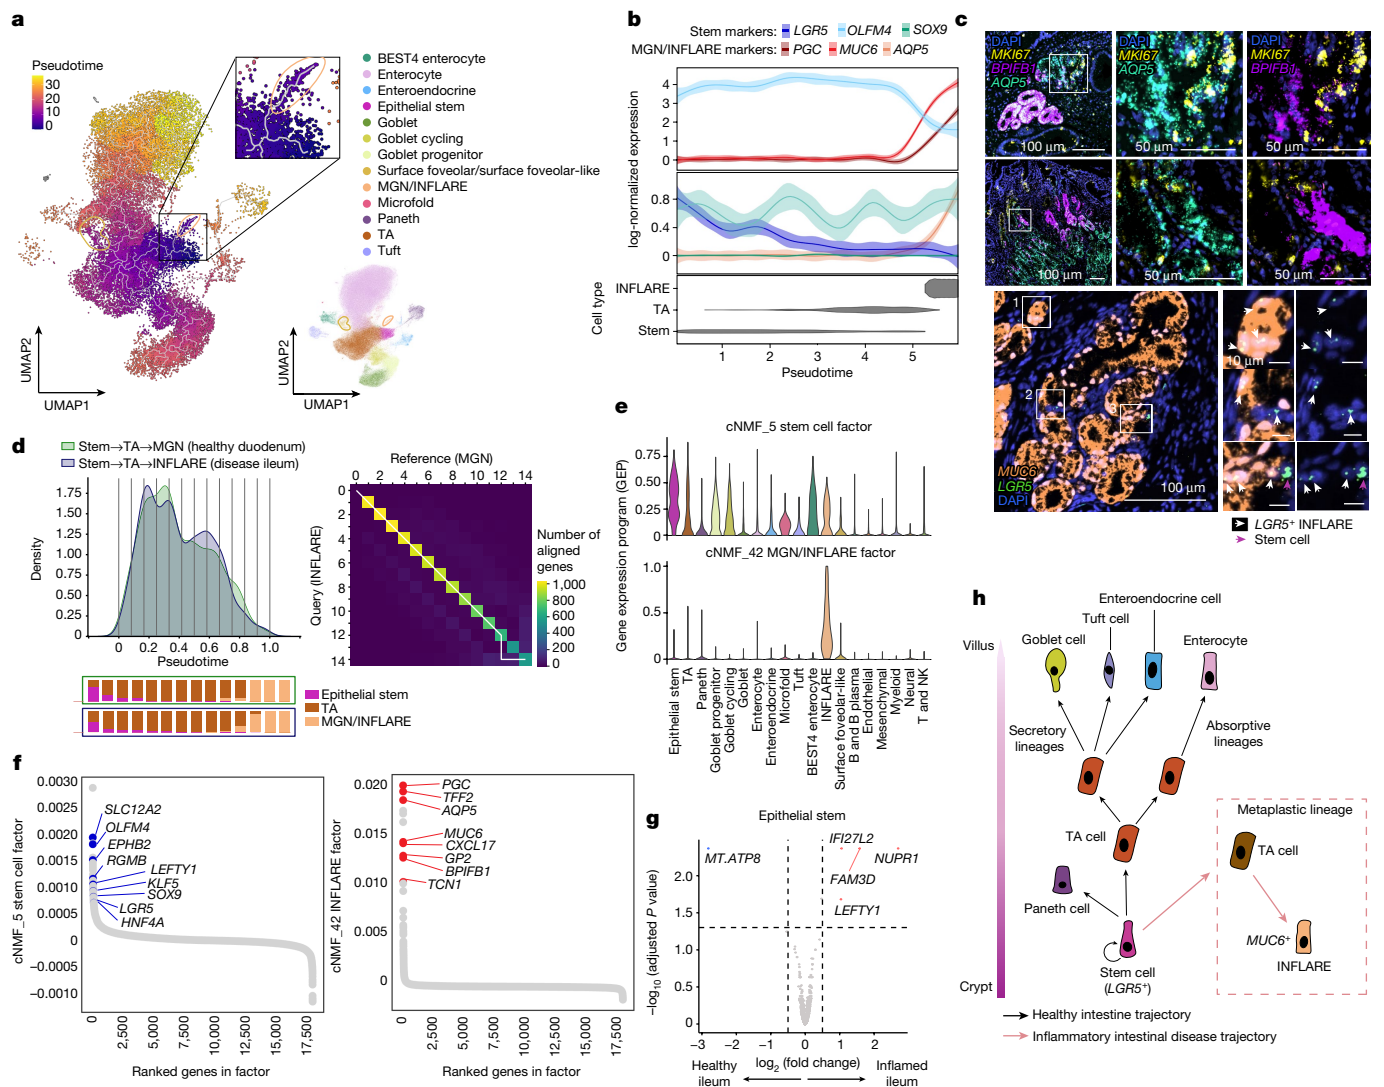 a
Pseudotime
30
20
10
0
UMAP2
UMAP1
BEST4 enterocyte
Enterocyte
Enteroendocrine
Epithelial stem
Goblet
Goblet cycling
Goblet progenitor
Surface foveolar/surface foveolar-like
MGN/INFLARE
Microfold
Paneth
TA
Tuft
UMAP2
UMAP1
b
Stem markers: LGR5 OLFM4 SOX9
MGN/INFLARE markers: PGC MUC6 AQP5
log-normalized expression
4
3
2
1
0
0.8
0.4
0
Cell type
INFLARE
TA
Stem
1 2 3 4 5
Pseudotime
c
DAPI
MKI67
BPIFB1
AQP5
100 μm
DAPI
MKI67
AQP5
50 μm
DAPI
MKI67
BPIFB1
50 μm
100 μm
50 μm
50 μm
1
2
3
MUC6
LGR5
DAPI
100 μm
10 μm
LGR5+ INFLARE
Stem cell
d
Stem→TA→MGN (healthy duodenum)
Stem→TA→INFLARE (disease ileum)
Density
1.75
1.50
1.25
1.00
0.75
0.50
0.25
0
0 0.2 0.4 0.6 0.8 1.0
Pseudotime
Epithelial stem
TA
MGN/INFLARE
Reference (MGN)
0 2 4 6 8 10 12 14
Query (INFLARE)
0
2
4
6
8
10
12
14
Number of
aligned
genes
1,000
800
600
400
200
0
e
cNMF_5 stem cell factor
Gene expression program (GEP)
0.75
0.50
0.25
0
cNMF_42 MGN/INFLARE factor
1.0
0.5
0
Epithelial stem
TA
Paneth
Goblet progenitor
Goblet cycling
Goblet
Enterocyte
Enteroendocrine
Microfold
Tuft
BEST4 enterocyte
INFLARE
Surface foveolar-like
B and B plasma
Endothelial
Mesenchymal
Myeloid
Neural
T and NK
f
cNMF_5 stem cell factor
0.0030
0.0025
0.0020
0.0015
0.0010
0.0005
0
−0.0005
−0.0010
SLC12A2
OLFM4
EPHB2
RGMB
LEFTY1
KLF5
SOX9
LGR5
HNF4A
0 2,500 5,000 7,500 10,000 12,500 15,000 17,500
Ranked genes in factor
cNMF_42 INFLARE factor
0.020
0.015
0.010
0.005
0
PGC
TFF2
AQP5
MUC6
CXCL17
GP2
BPIFB1
TCN1
0 2,500 5,000 7,500 10,000 12,500 15,000 17,500
Ranked genes in factor
g
Epithelial stem
−log10 (adjusted P value)
2.0
1.5
1.0
0.5
0
MT.ATP8
IFI27L2
NUPR1
FAM3D
LEFTY1
−3 −2 −1 0 1 2
log2 (fold change)
Healthy
ileum
Inflamed
ileum
h
Villus
Crypt
Enteroendocrine cell
Tuft cell
Goblet cell
Enterocyte
Secretory
lineages
Absorptive
lineages
TA cell
Paneth cell
Stem cell
(LGR5+)
Metaplastic lineage
TA cell
MUC6+
INFLARE
Healthy intestine trajectory
Inflammatory intestinal disease trajectory